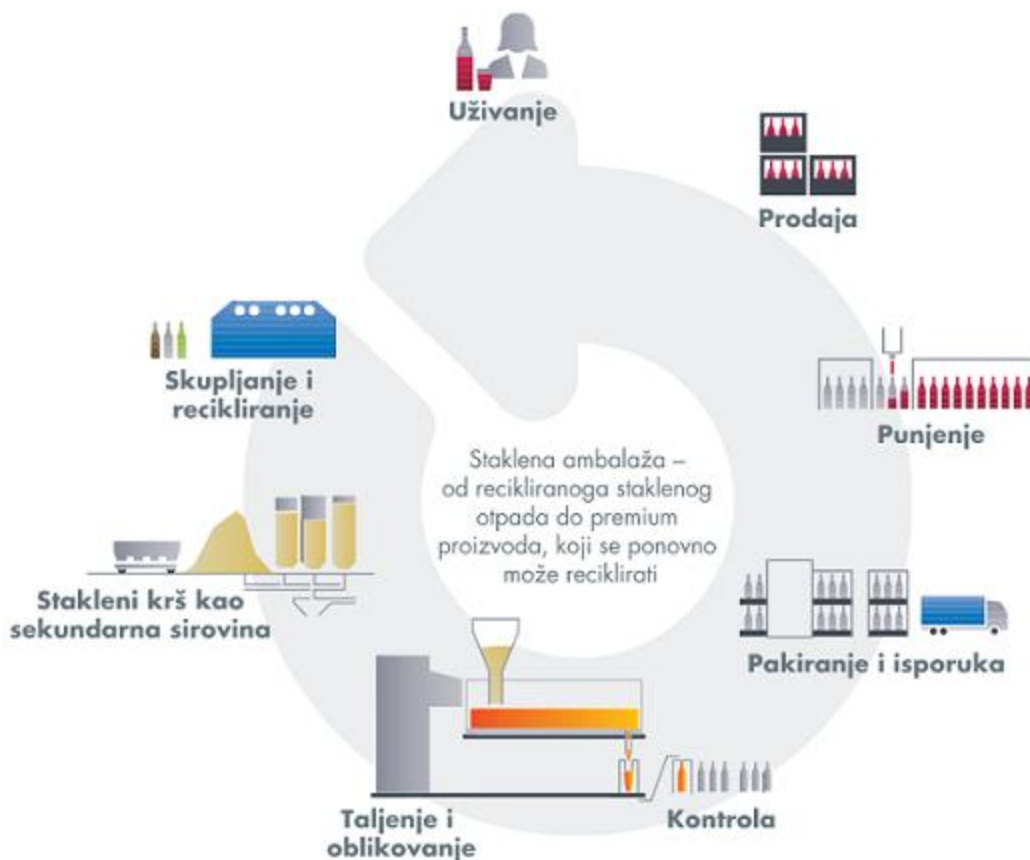 Uživanje
Prodaja
Skupljanje i
recikliranje
Punjenje
Staklena ambalaža –
od recikliranoga staklenog
otpada do premium
proizvoda, koji se ponovno
može reciklirati
Stakleni krš kao
sekundarna sirovina
Pakiranje i isporuka
Taljenje i
oblikovanje
Kontrola